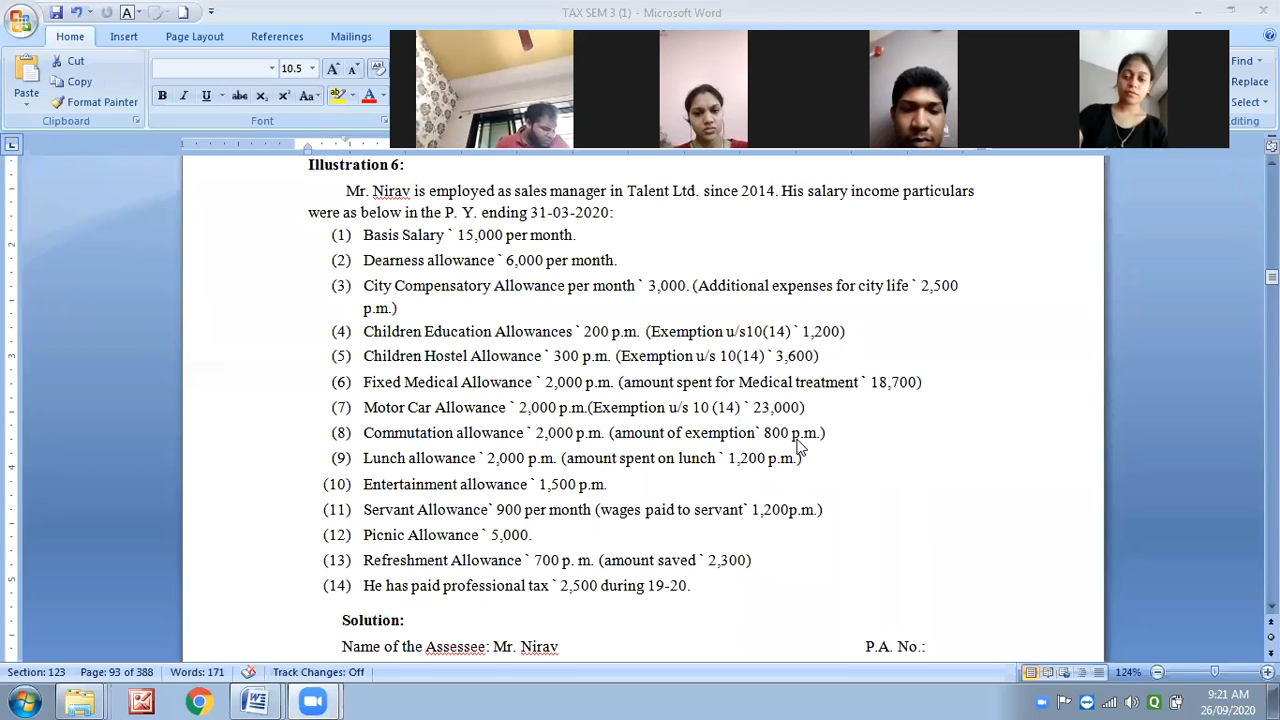 TAX SEM 3 (1) - Microsoft Word
Home Insert Page Layout References Mailings
Cut
Copy
Format Painter
Paste
Clipboard
10.5
Font
Find
Replace
Select
Editing
Illustration 6:
Mr. Nirav is employed as sales manager in Talent Ltd. since 2014. His salary income particulars
were as below in the P. Y. ending 31-03-2020:
(1) Basis Salary ` 15,000 per month.
(2) Dearness allowance ` 6,000 per month.
(3) City Compensatory Allowance per month ` 3,000. (Additional expenses for city life ` 2,500
p.m.)
(4) Children Education Allowances ` 200 p.m. (Exemption u/s10(14) ` 1,200)
(5) Children Hostel Allowance ` 300 p.m. (Exemption u/s 10(14) ` 3,600)
(6) Fixed Medical Allowance ` 2,000 p.m. (amount spent for Medical treatment ` 18,700)
(7) Motor Car Allowance ` 2,000 p.m.(Exemption u/s 10 (14) ` 23,000)
(8) Commutation allowance ` 2,000 p.m. (amount of exemption` 800 p.m.)
(9) Lunch allowance ` 2,000 p.m. (amount spent on lunch ` 1,200 p.m.)
(10) Entertainment allowance ` 1,500 p.m.
(11) Servant Allowance` 900 per month (wages paid to servant` 1,200p.m.)
(12) Picnic Allowance ` 5,000.
(13) Refreshment Allowance ` 700 p. m. (amount saved ` 2,300)
(14) He has paid professional tax ` 2,500 during 19-20.
Solution:
Name of the Assessee: Mr. Nirav P.A. No.:
Section: 123 Page: 93 of 388 Words: 171 Track Changes: Off 124%
9:21 AM
26/09/2020